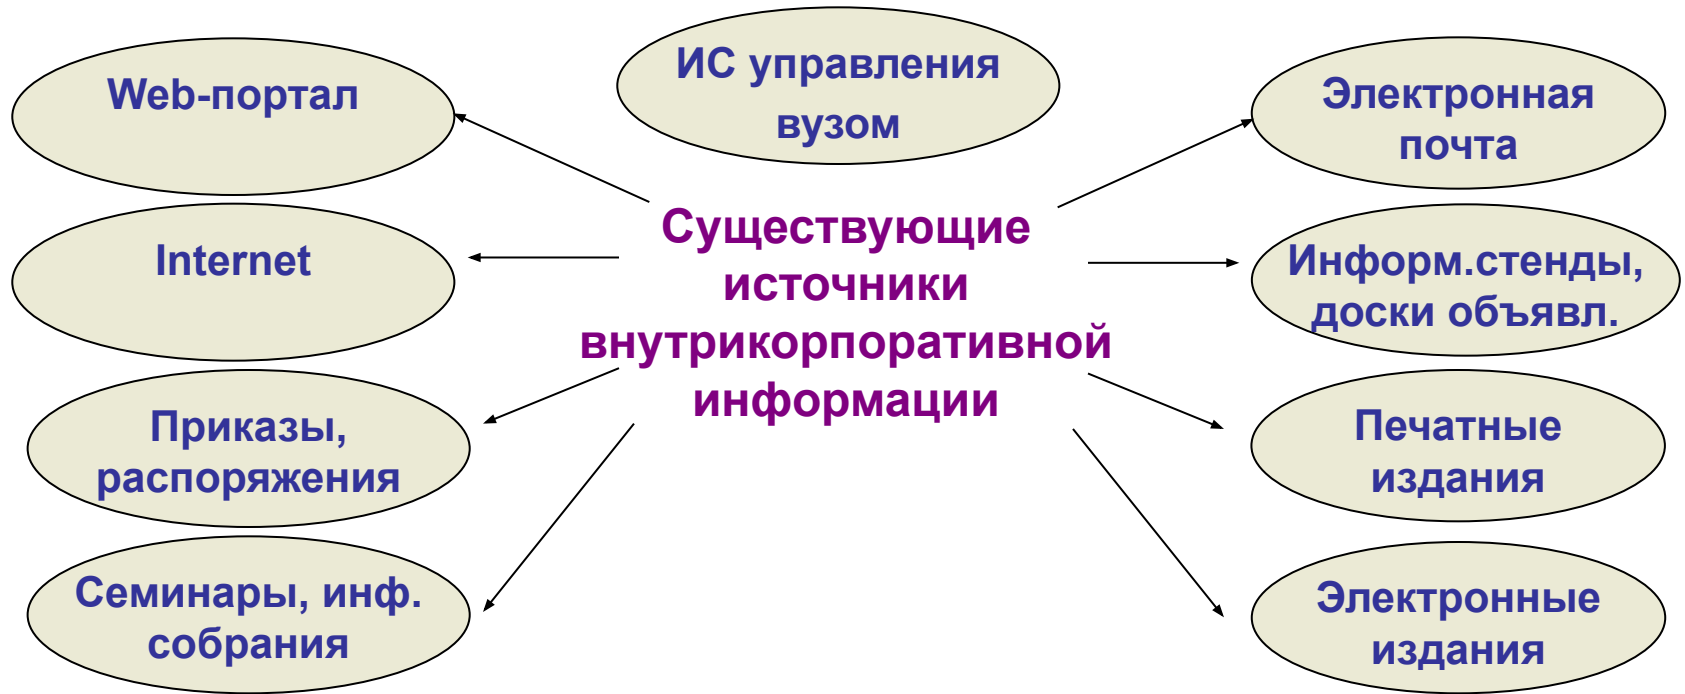 Web-портал
ИС управления
вузом
Электронная
почта
Internet
Существующие
источники
внутрикорпоративной
информации
Информ.стенды,
доски объявл.
Приказы,
распоряжения
Печатные
издания
Семинары, инф.
собрания
Электронные
издания